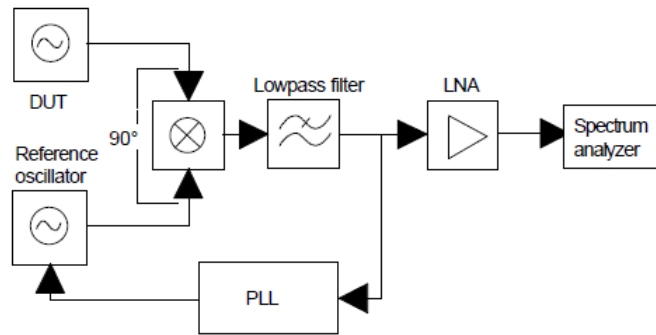 DUT
Lowpass filter
LNA
90°
Spectrum
analyzer
Reference
oscillator
PLL